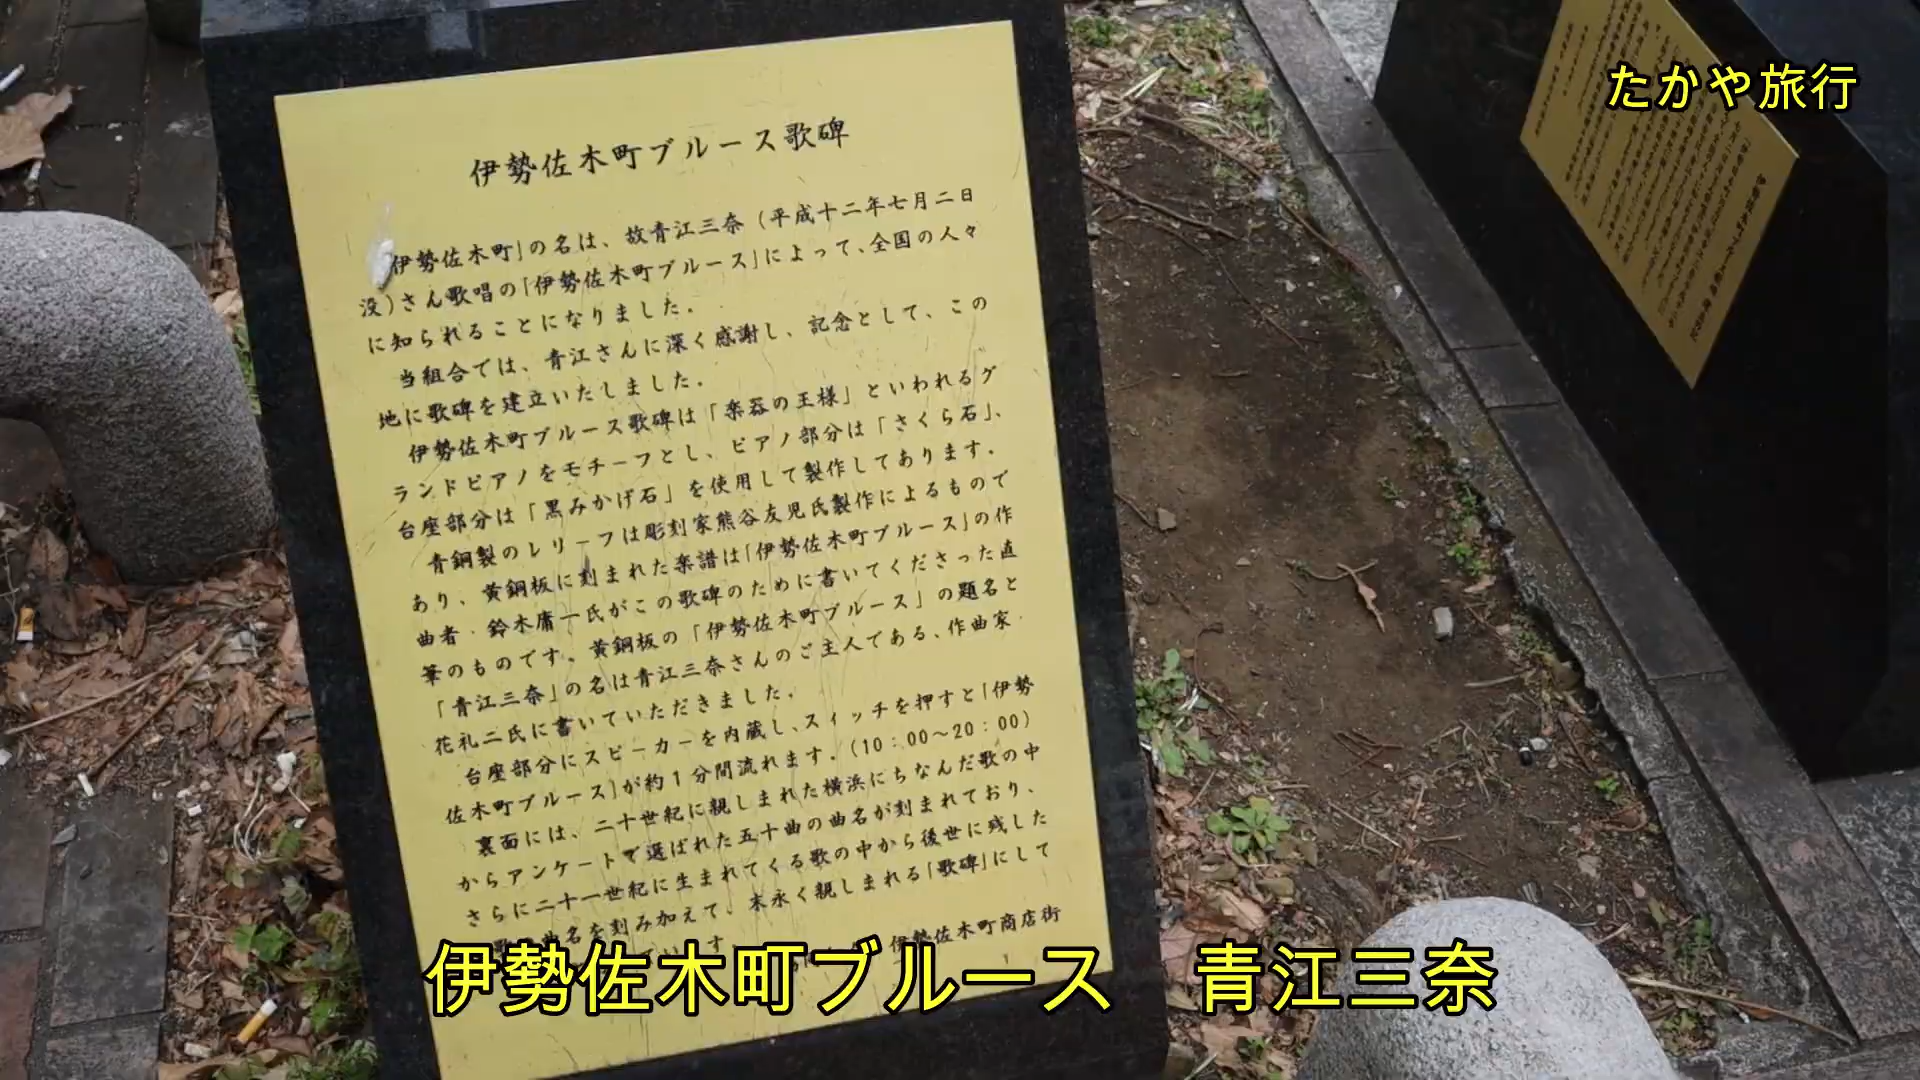 たかや旅行
伊勢佐木町ブルース歌碑
伊勢佐木町」の名は、故青江三奈(平成十二年七月二日
没)さん歌唱の「伊勢佐木町ブルース」によって、全国の人々
に知られることになりました.
当組合では、青江さんに深く感謝し、記念として、この
地に歌碑を建立いたしました.
伊勢佐木町ブルース歌碑は「楽器の王様」といわれるグ
ランドピアノをモチーフとし、ピアノ部分は「さくら石」、
台座部分は「黒みかげ石」を使用して製作してあります.
青銅製のレリーフは彫刻家熊谷友児氏製作によるもので
あり、黄銅板に刻まれた楽譜は「伊勢佐木町ブルース」の作
曲者・鈴木庸一氏がこの歌碑のために書いてくださった直
筆のものです、黄銅板の「伊勢佐木町ブルース」の題名と
「青江三奈」の名は青江三奈さんのご主人である、作曲家・
花礼二氏に書いていただきました.
台座部分にスピーカーを内蔵し、スィッチを押すと「伊勢
佐木町ブルース」が約1分間流れます.(10:00〜20:00)
裏面には、二十世紀に親しまれた横浜にちなんだ歌の中
からアンケートで選ばれた五十曲の曲名が刻まれており、
さらに二十一世紀に生まれてくる歌の中から後世に残した
曲名を刻み加えて、末永く親しまれる「歌碑」にして
伊勢佐木町商店街
伊勢佐木町ブルース　青江三奈